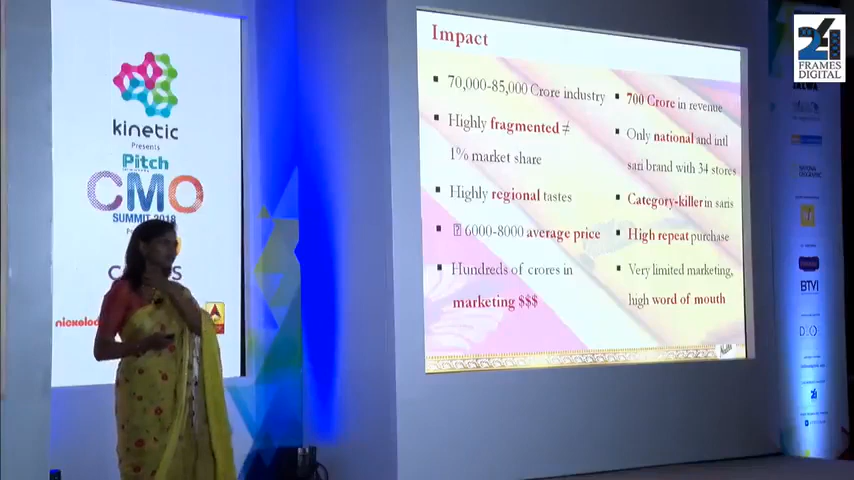 24
FRAMES
DIGITAL
kinetic
Presents
Pitch
CMO
SUMMIT 2018
nickelod
Impact
▪ 70,000-85,000 Crore industry
▪ Highly fragmented ≠
1% market share
▪ Highly regional tastes
▪ 6000-8000 average price
▪ Hundreds of crores in
marketing $$$
▪ 700 Crore in revenue
▪ Only national and intl
sari brand with 34 stores
▪ Category-killer in saris
▪ High repeat purchase
▪ Very limited marketing,
high word of mouth
BTVI